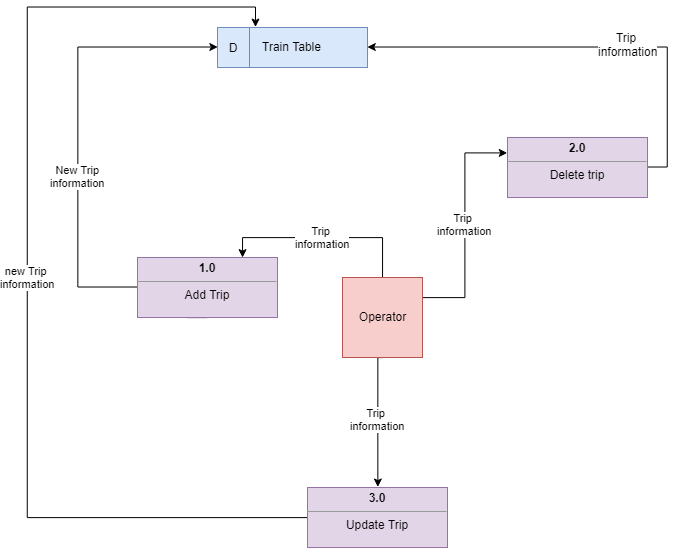 D
Train Table
Trip
information
2.0
Delete trip
New Trip
information
Trip
information
Trip
information
1.0
Add Trip
new Trip
information
Operator
Trip
information
3.0
Update Trip